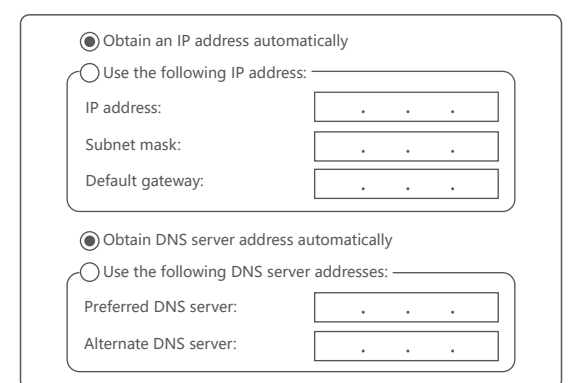 Obtain an IP address automatically
Use the following IP address:
IP address: . . .
Subnet mask: . . .
Default gateway: . . .
Obtain DNS server address automatically
Use the following DNS server addresses:
Preferred DNS server: . . .
Alternate DNS server: . . .